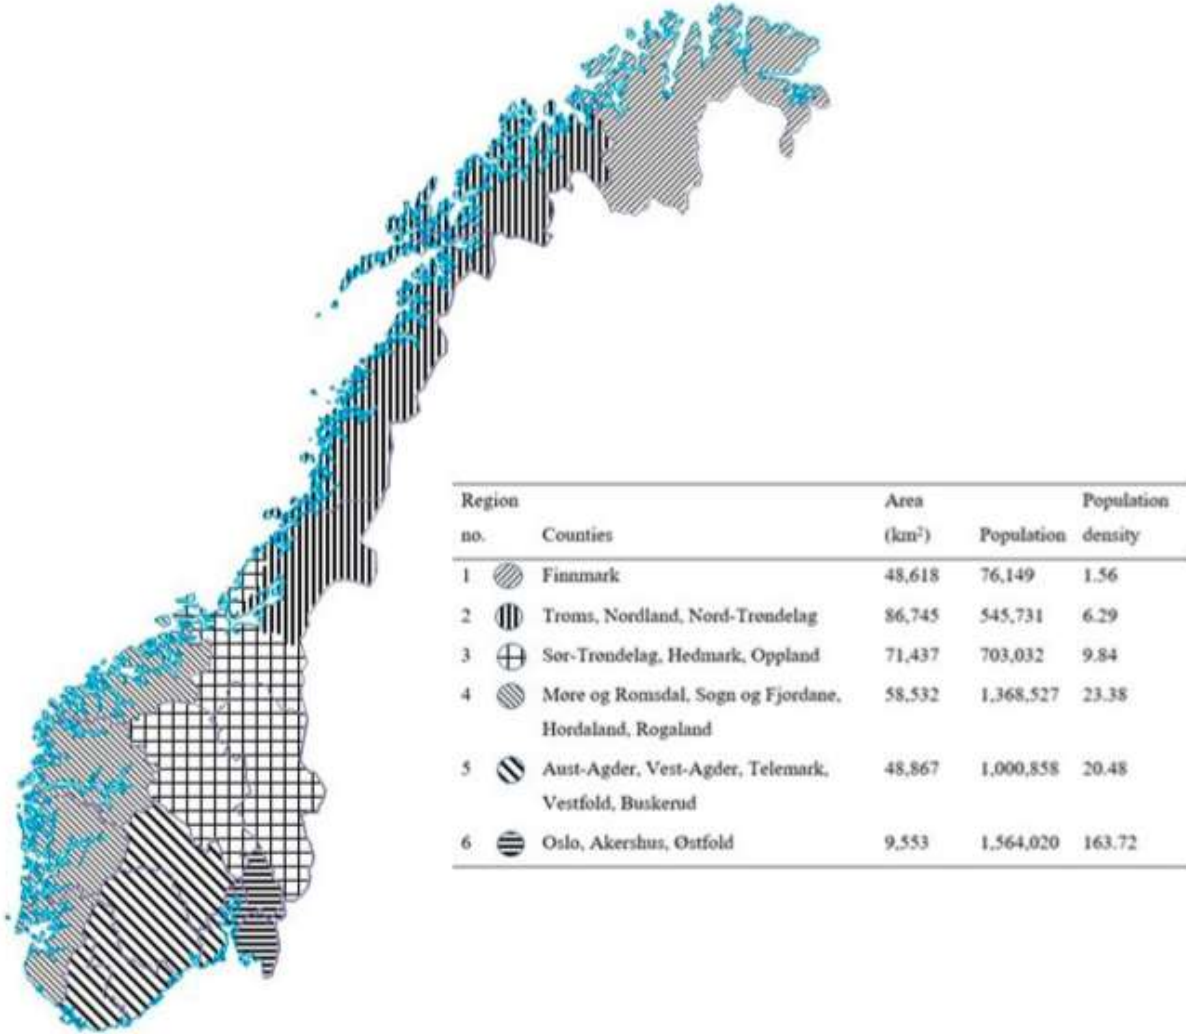 Region Area Population
no. Counties (km²) Population density
1 Finnmark 48,618 76,149 1.56
2 Troms, Nordland, Nord-Trøndelag 86,745 545,731 6.29
3 Sør-Trøndelag, Hedmark, Oppland 71,437 703,032 9.84
4 Møre og Romsdal, Sogn og Fjordane, 58,532 1,368,527 23.38
Hordaland, Rogaland
5 Aust-Agder, Vest-Agder, Telemark, 48,867 1,000,858 20.48
Vestfold, Buskerud
6 Oslo, Akershus, Østfold 9,553 1,564,020 163.72